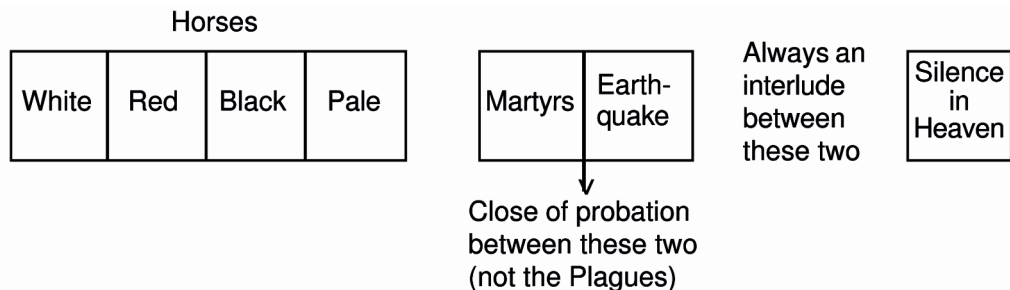 Horses
White Red Black Pale
Martyrs
Earth-
quake
Always an
interlude
between
these two
Silence
in
Heaven
Close of probation
between these two
(not the Plagues)